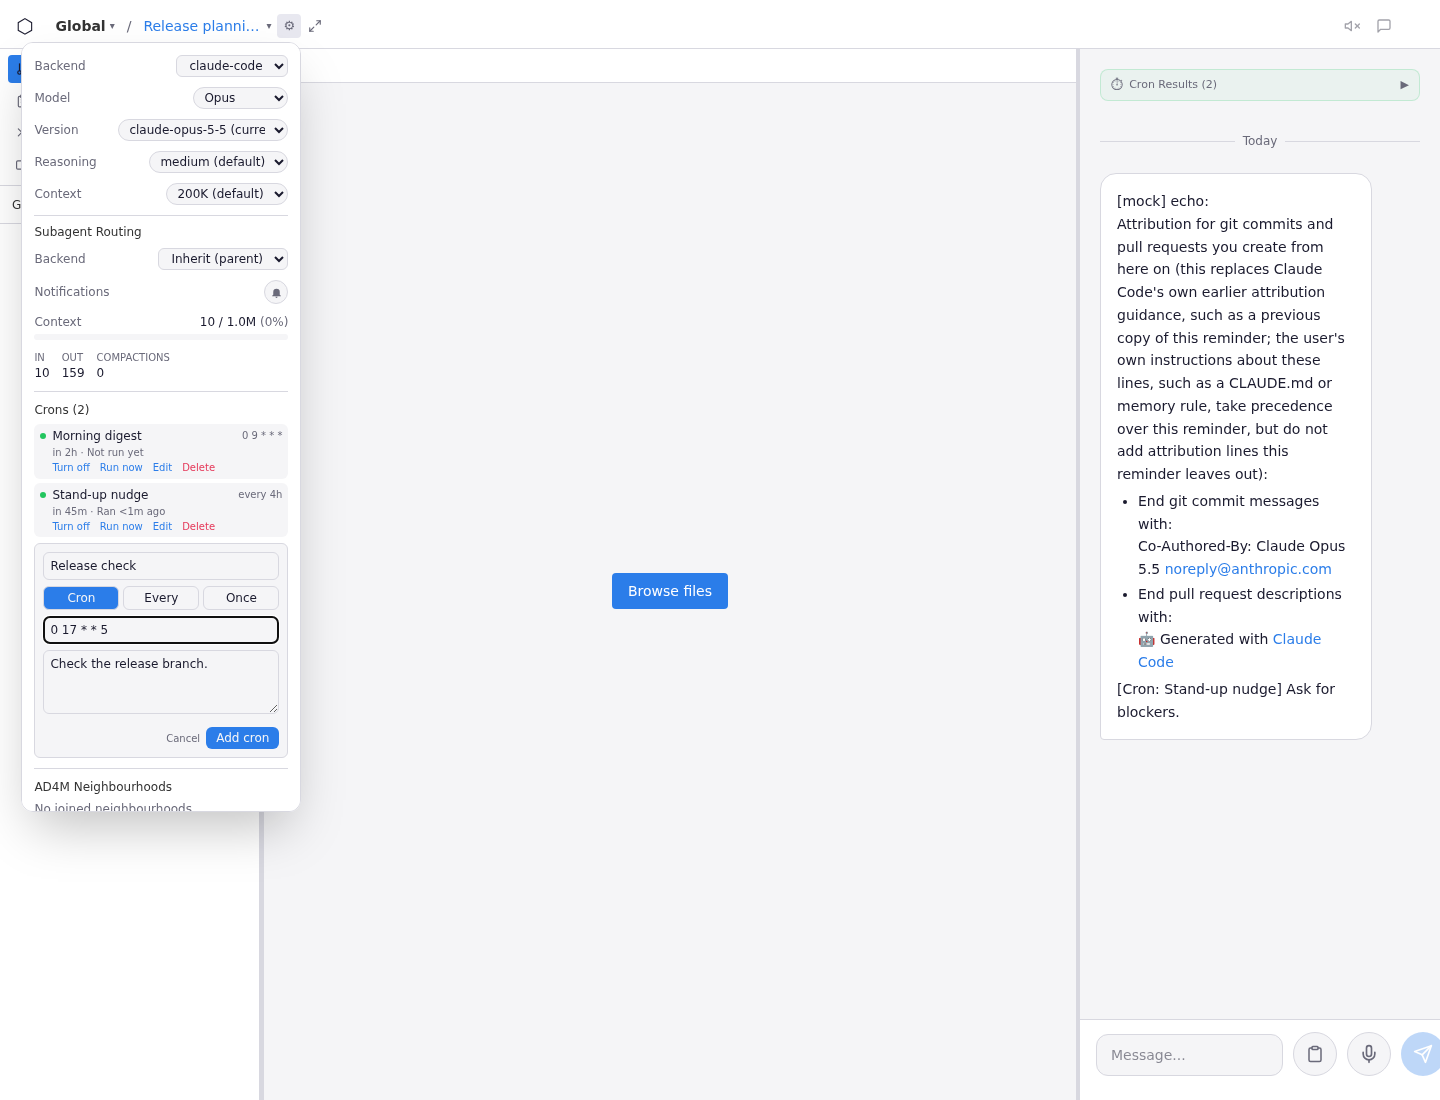 Global / Release planni...
Backend claude-code
Model Opus
Version claude-opus-5-5 (curre
Reasoning medium (default)
Context 200K (default)
Subagent Routing
Backend Inherit (parent)
Notifications
Context 10 / 1.0M (0%)
IN OUT COMPACTIONS
10 159 0
Crons (2)
Morning digest 0 9 * * *
in 2h · Not run yet
Turn off Run now Edit Delete
Stand-up nudge every 4h
in 45m · Ran <1m ago
Turn off Run now Edit Delete
Release check
Cron Every Once
0 17 * * 5
Check the release branch.
Cancel Add cron
AD4M Neighbourhoods
No joined neighbourhoods
G
Browse files
Cron Results (2)
Today
[mock] echo:
Attribution for git commits and
pull requests you create from
here on (this replaces Claude
Code's own earlier attribution
guidance, such as a previous
copy of this reminder; the user's
own instructions about these
lines, such as a CLAUDE.md or
memory rule, take precedence
over this reminder, but do not
add attribution lines this
reminder leaves out):
• End git commit messages
with:
Co-Authored-By: Claude Opus
5.5 noreply@anthropic.com
• End pull request descriptions
with:
🤖 Generated with Claude
Code
[Cron: Stand-up nudge] Ask for
blockers.
Message...